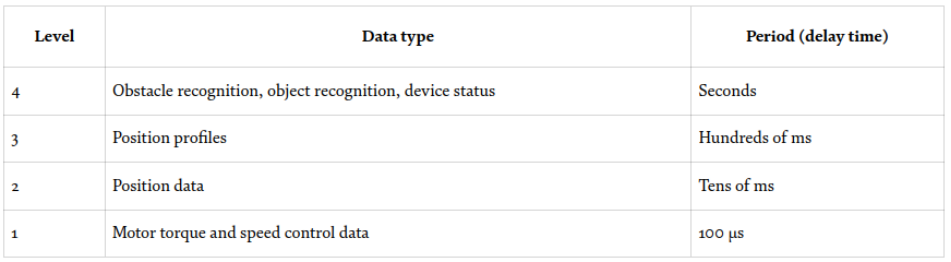 Level Data type Period (delay time)
4 Obstacle recognition, object recognition, device status Seconds
3 Position profiles Hundreds of ms
2 Position data Tens of ms
1 Motor torque and speed control data 100 μs